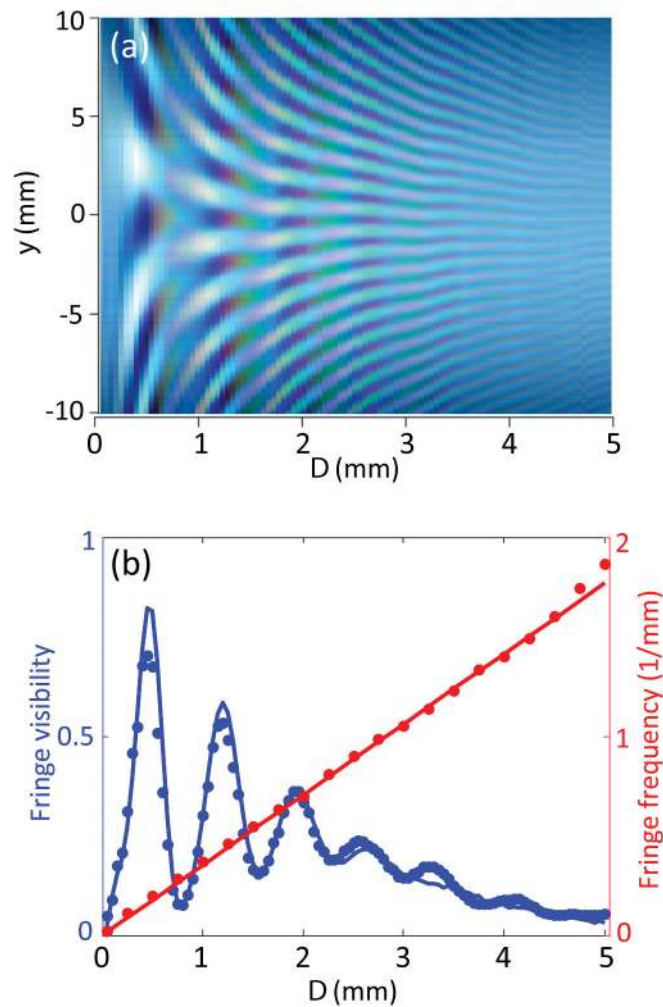 10
(a)
5
0
-5
-10
y (mm)
0 1 2 3 4 5
D (mm)
1
(b)
2
0.5
1
0
0
Fringe visibility
Fringe frequency (1/mm)
0 1 2 3 4 5
D (mm)